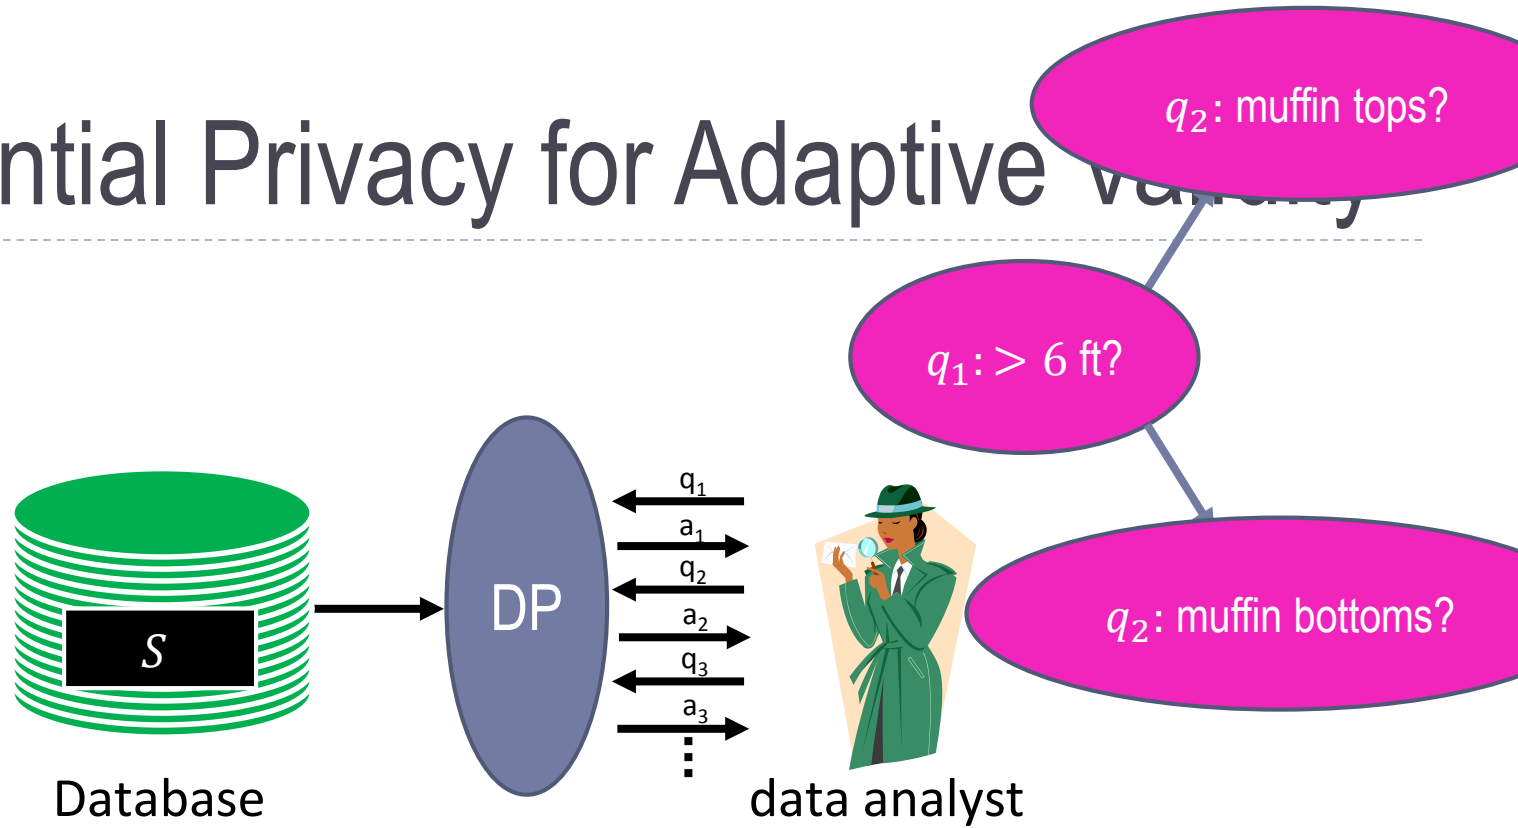 ntial Privacy for Adaptive Validity
q₂: muffin tops?
q₁: > 6 ft?
q₂: muffin bottoms?
DP
S
q₁
a₁
q₂
a₂
q₃
a₃
⋮
Database
data analyst